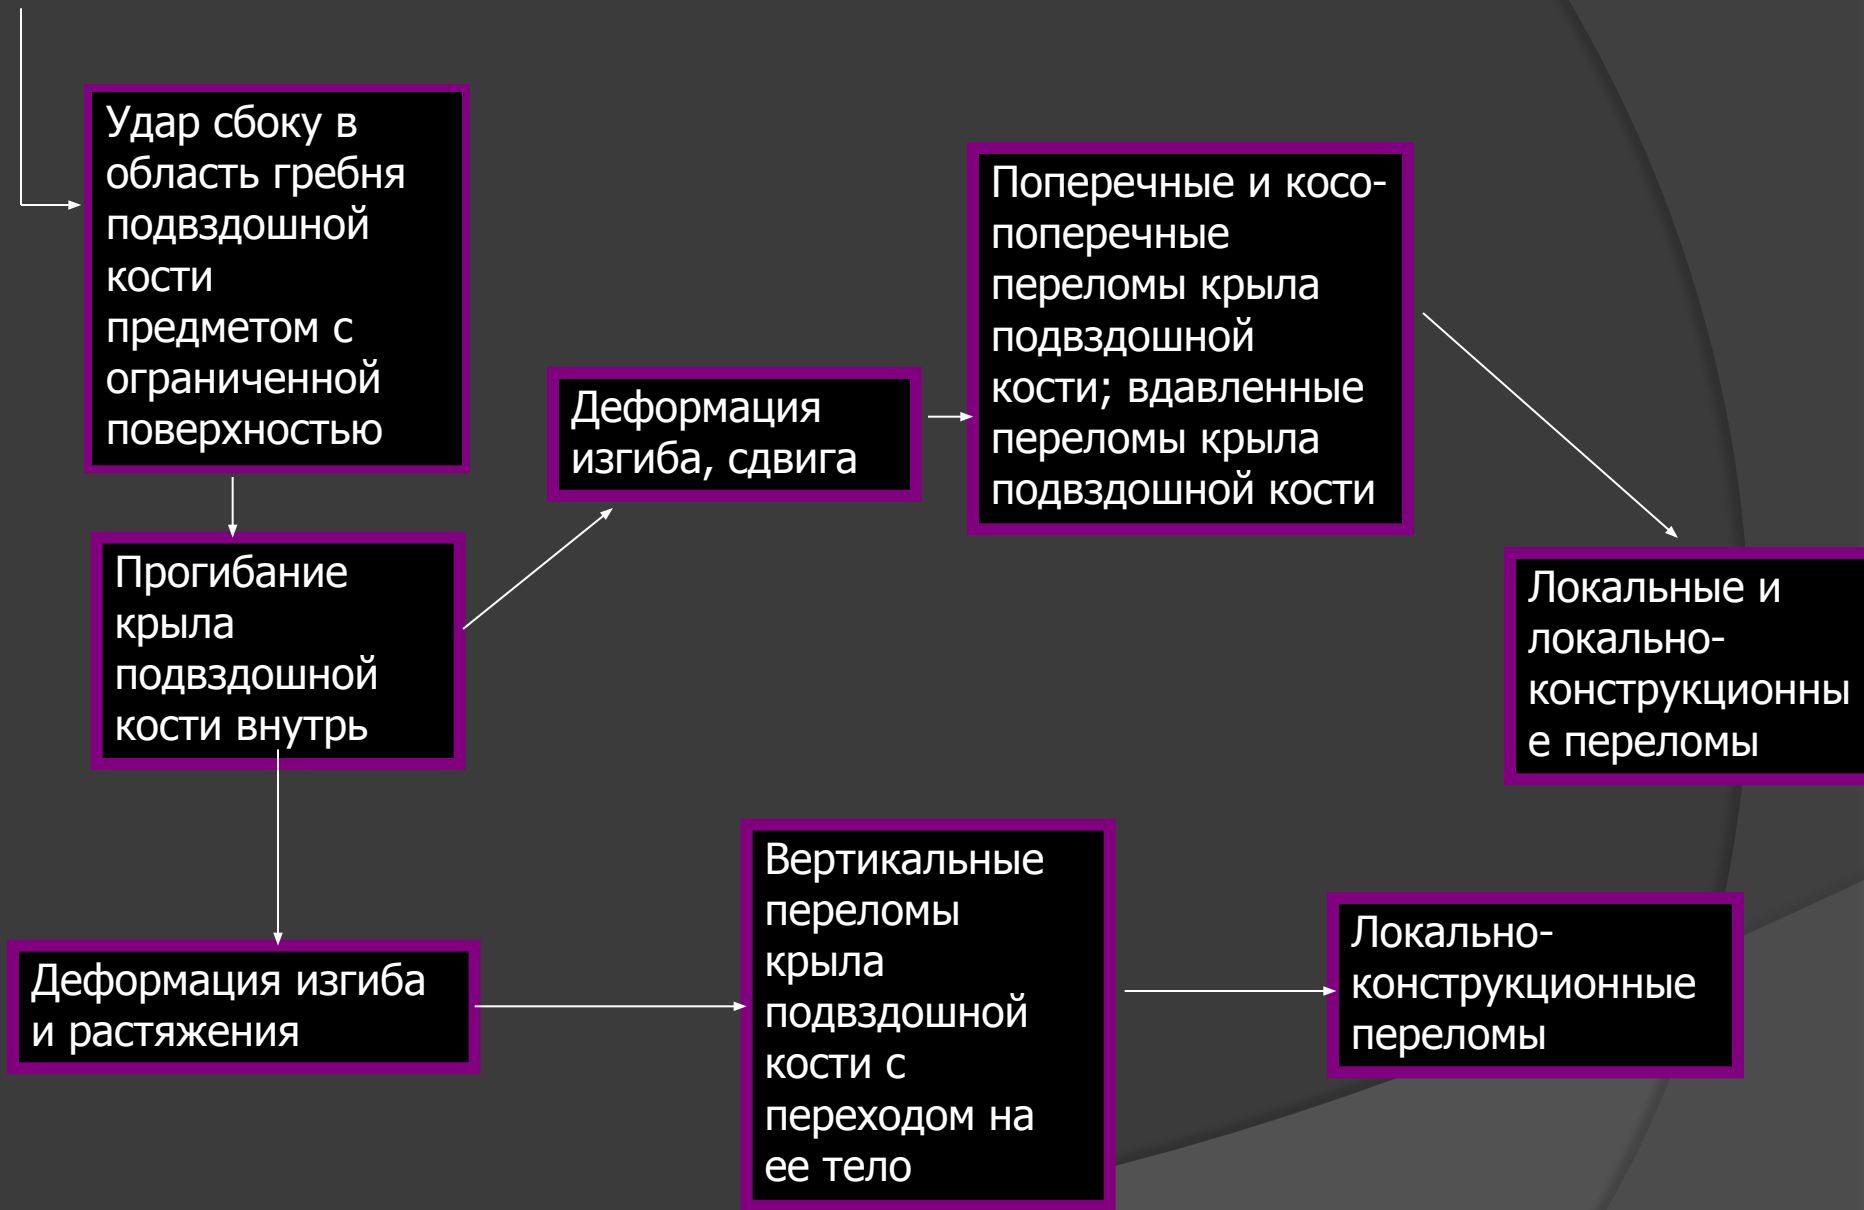 Удар сбоку в
область гребня
подвздошной
кости
предметом с
ограниченной
поверхностью
Прогибание
крыла
подвздошной
кости внутрь
Деформация
изгиба, сдвига
Поперечные и косо-
поперечные
переломы крыла
подвздошной
кости; вдавленные
переломы крыла
подвздошной кости
Локальные и
локально-
конструкционны
е переломы
Деформация изгиба
и растяжения
Вертикальные
переломы
крыла
подвздошной
кости с
переходом на
ее тело
Локально-
конструкционные
переломы